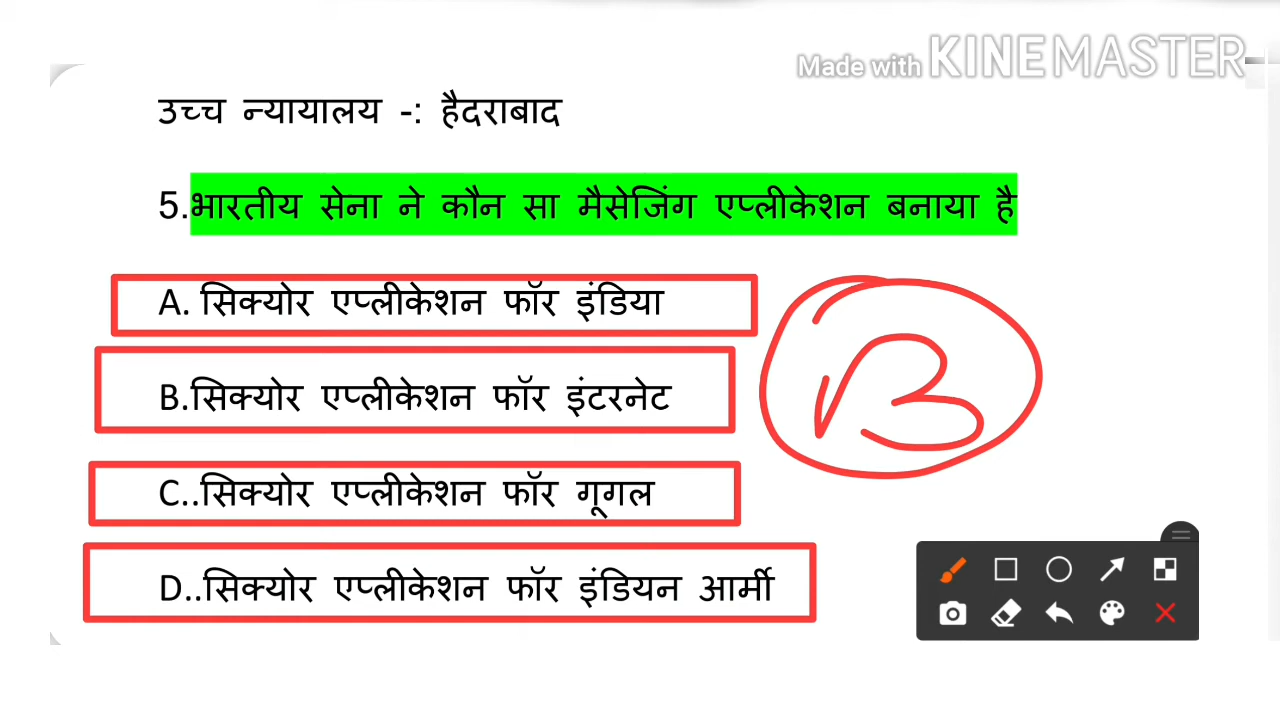 Made with KINEMASTER
उच्च न्यायालय -: हैदराबाद
5.भारतीय सेना ने कौन सा मैसेजिंग एप्लीकेशन बनाया है
A. सिक्योर एप्लीकेशन फॉर इंडिया
B.सिक्योर एप्लीकेशन फॉर इंटरनेट
B
C..सिक्योर एप्लीकेशन फॉर गूगल
D..सिक्योर एप्लीकेशन फॉर इंडियन आर्मी